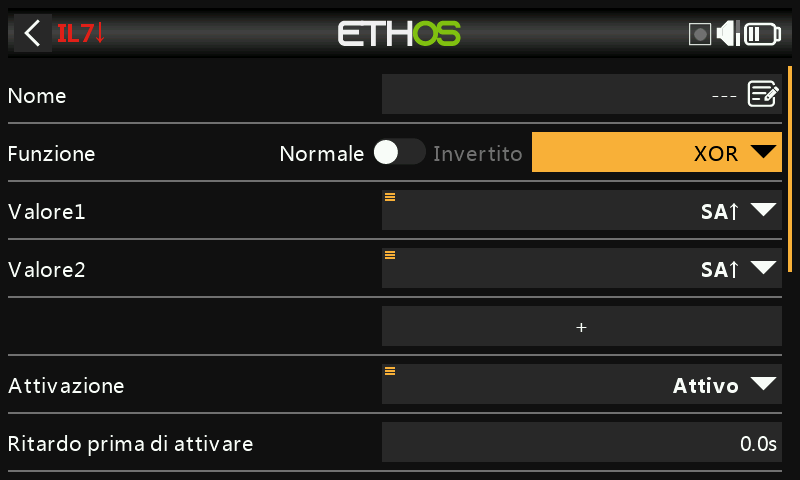 IL7↓ ETHOS
Nome ---
Funzione Normale Invertito XOR
Valore1 SA↑
Valore2 SA↑
+
Attivazione Attivo
Ritardo prima di attivare 0.0s